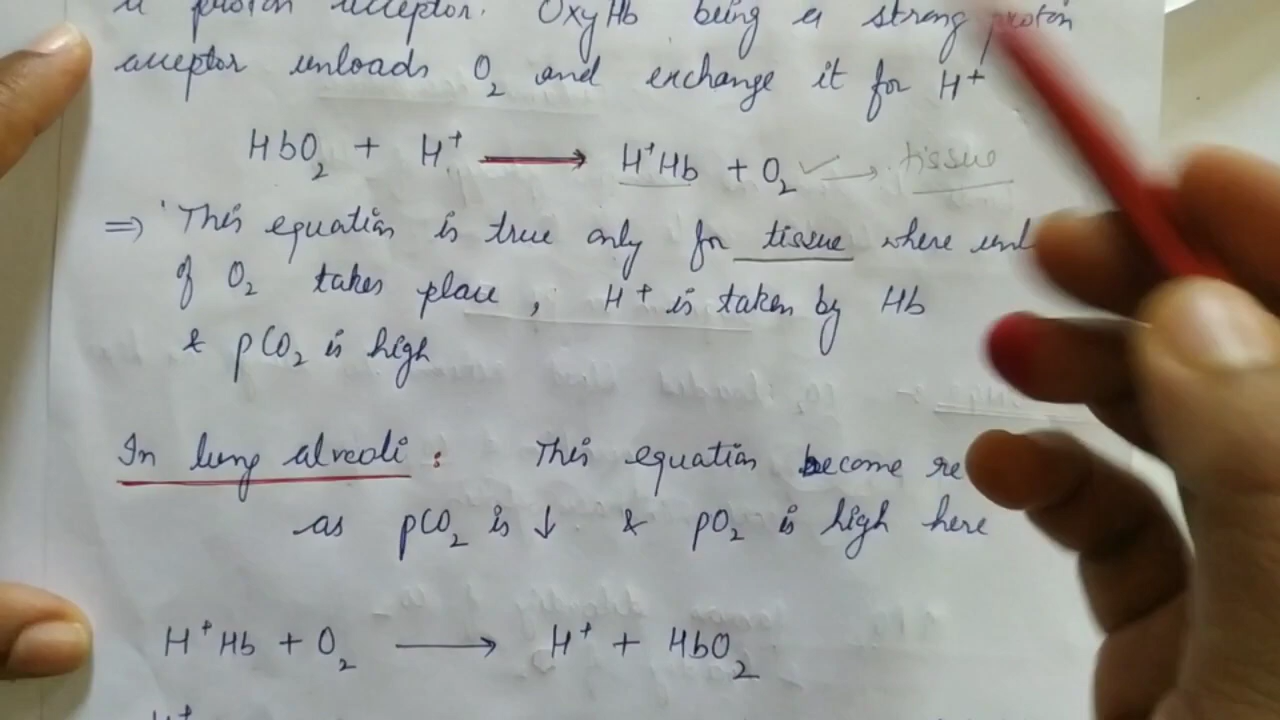 a proton acceptor. OxyHb being a strong proton
acceptor unloads O₂ and exchange it for H⁺
HbO₂ + H⁺ ⟶ H⁺Hb + O₂ ✓ → tissue
⇒ This equation is true only for tissue where
of O₂ takes place, H⁺ is taken by Hb
& pCO₂ is high
In lung alveoli : This equation become
as pCO₂ is ↓ & pO₂ is high here
H⁺Hb + O₂ ⟶ H⁺ + HbO₂